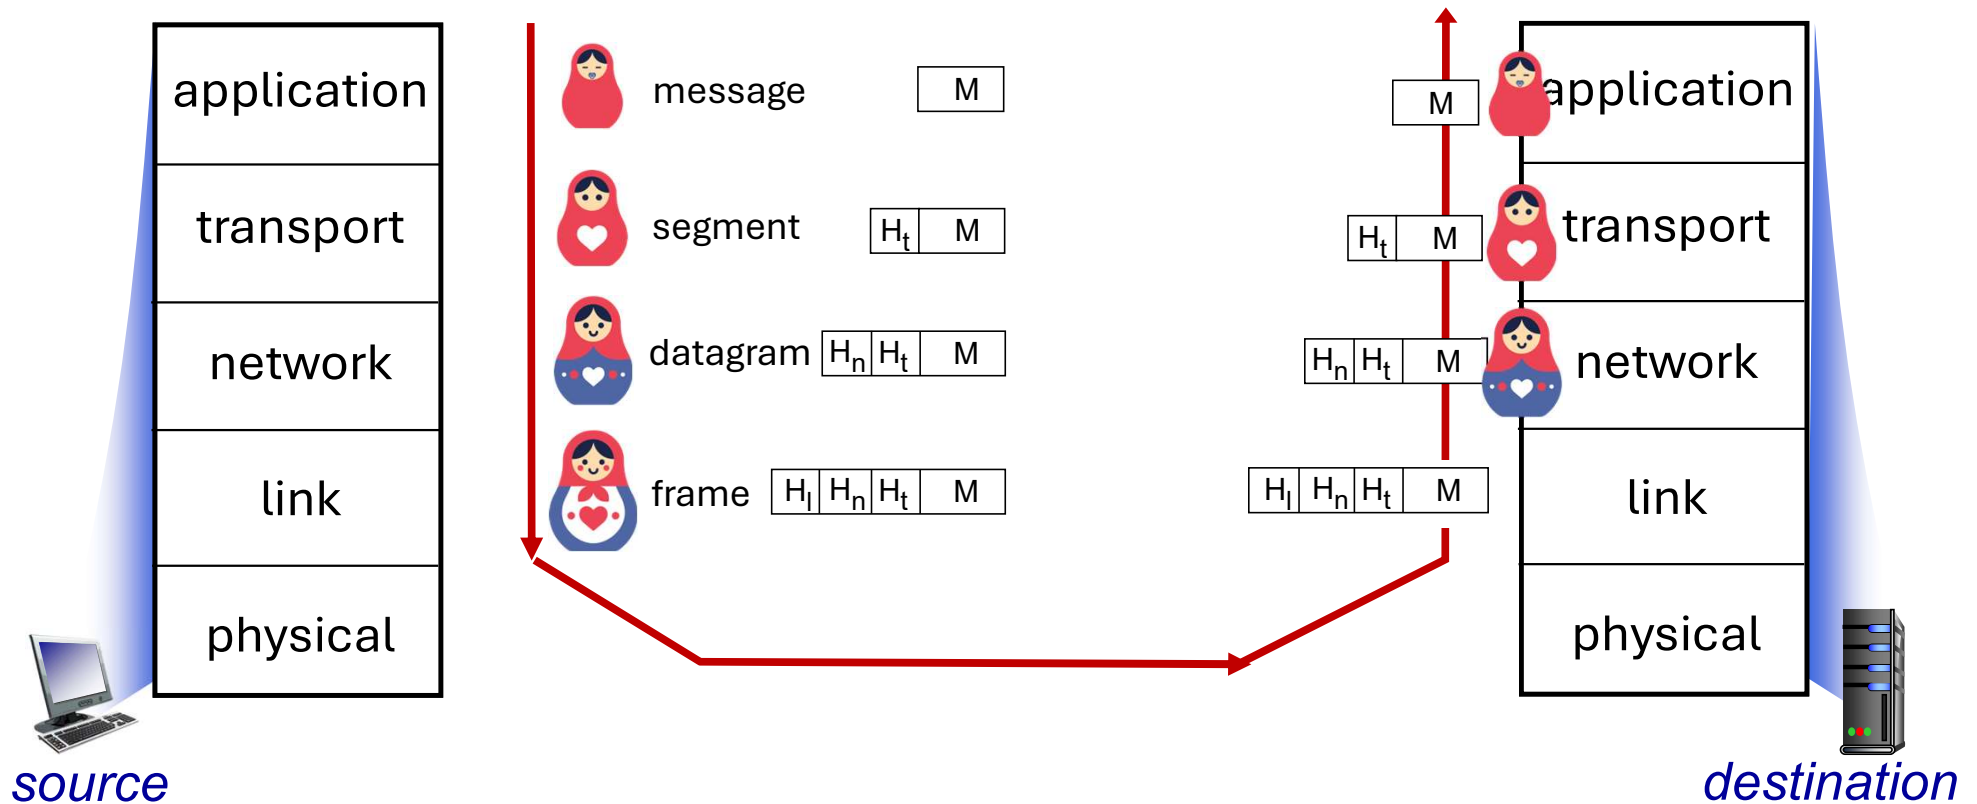 application
transport
network
link
physical
source
message M
segment Ht M
datagram Hn Ht M
frame Hl Hn Ht M
M
Ht M
Hn Ht M
Hl Hn Ht M
application
transport
network
link
physical
destination